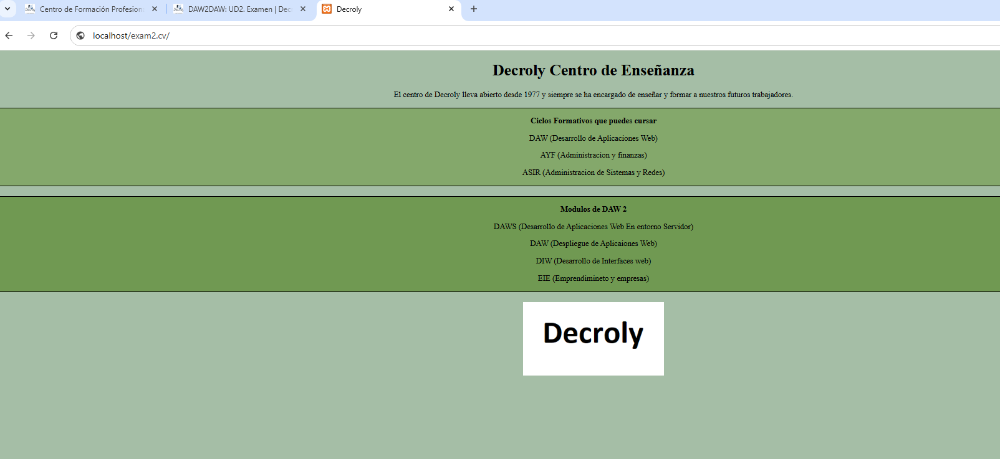 Centro de Formación Profesion
DAW2DAW: UD2. Examen | Dec
Decroly
localhost/exam2.cv/
Decroly Centro de Enseñanza
El centro de Decroly lleva abierto desde 1977 y siempre se ha encargado de enseñar y formar a nuestros futuros trabajadores.
Ciclos Formativos que puedes cursar
DAW (Desarrollo de Aplicaciones Web)
AYF (Administracion y finanzas)
ASIR (Administracion de Sistemas y Redes)
Modulos de DAW 2
DAWS (Desarrollo de Aplicaciones Web En entorno Servidor)
DAW (Despliegue de Aplicaiones Web)
DIW (Desarrollo de Interfaces web)
EIE (Emprendimineto y empresas)
Decroly